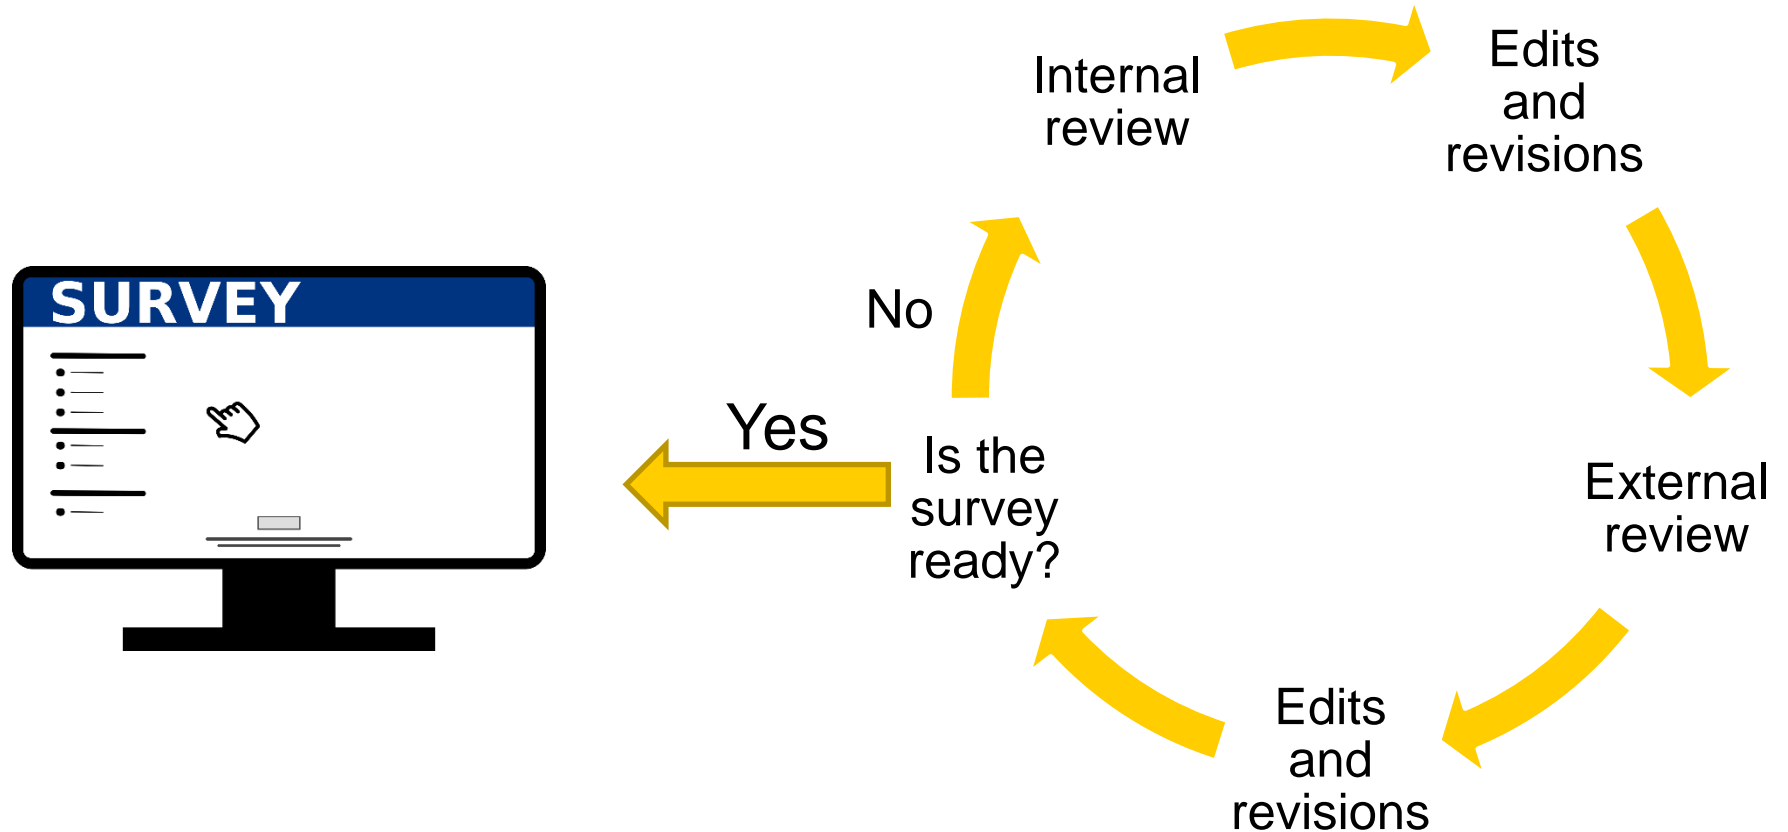 SURVEY
Internal
review
Edits
and
revisions
External
review
Edits
and
revisions
Is the
survey
ready?
No
Yes